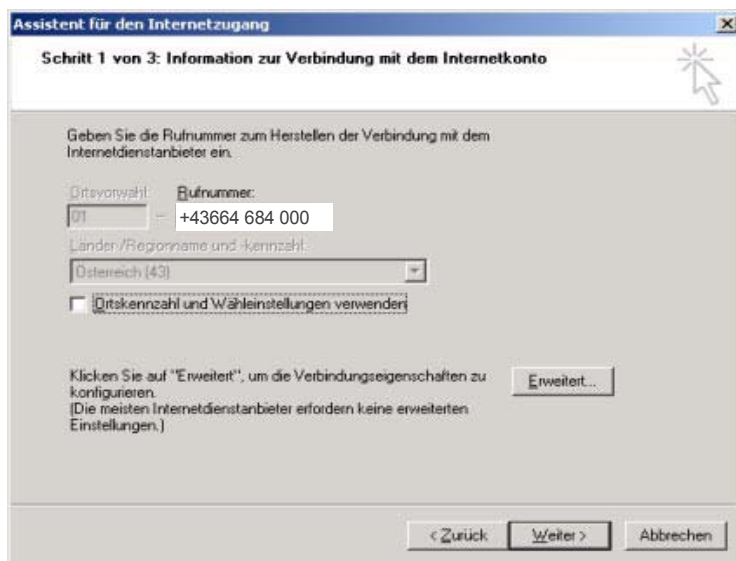 Assistent für den Internetzugang
Schritt 1 von 3: Information zur Verbindung mit dem Internetkonto
Geben Sie die Rufnummer zum Herstellen der Verbindung mit dem
Internetdienstanbieter ein.
Ortsvorwahl: Rufnummer:
01 – +43664 684 000
Länder-/Regionname und -kennzahl:
Österreich (43)
Ortskennzahl und Wähleinstellungen verwenden
Klicken Sie auf "Erweitert", um die Verbindungseigenschaften zu
konfigurieren.
(Die meisten Internetdienstanbieter erfordern keine erweiterten
Einstellungen.)
Erweitert...
< Zurück Weiter > Abbrechen